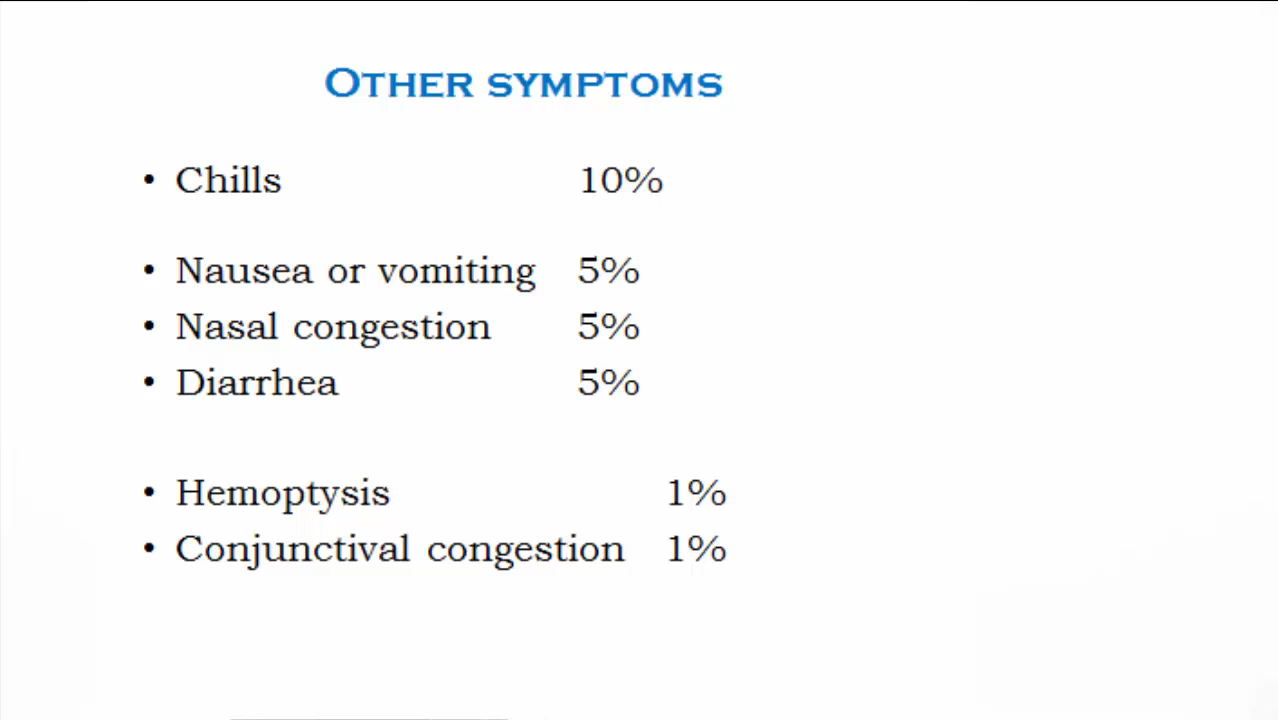 OTHER SYMPTOMS
• Chills 10%
• Nausea or vomiting 5%
• Nasal congestion 5%
• Diarrhea 5%
• Hemoptysis 1%
• Conjunctival congestion 1%